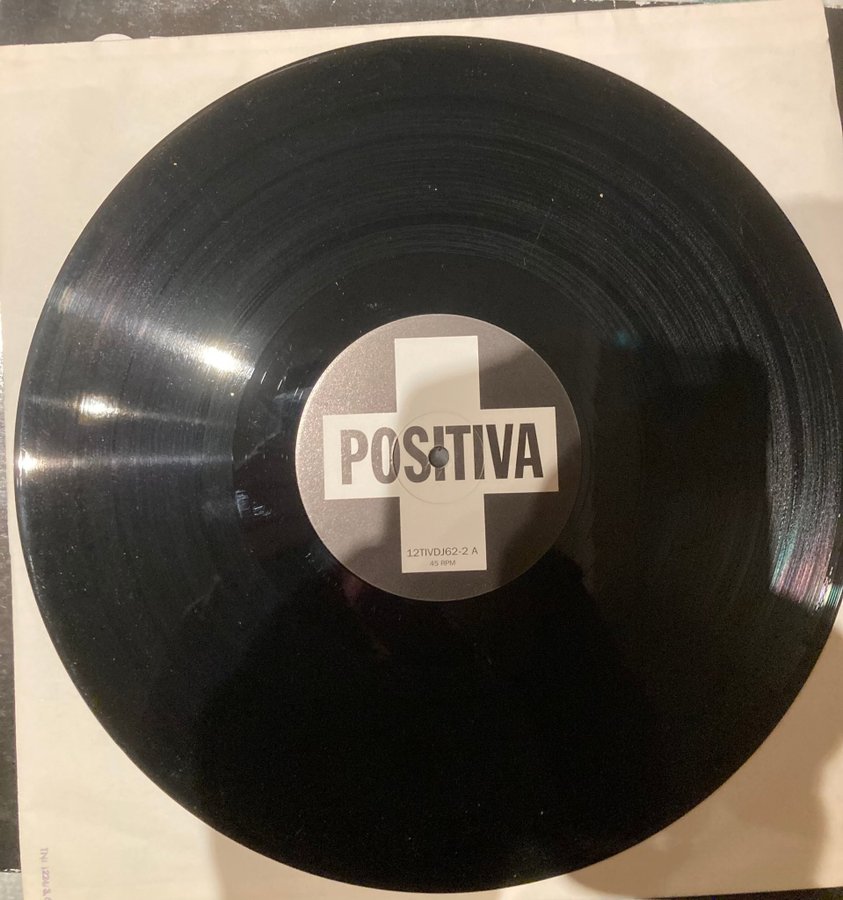 POSITIVA
12TIVDJ62-2 A
45 RPM